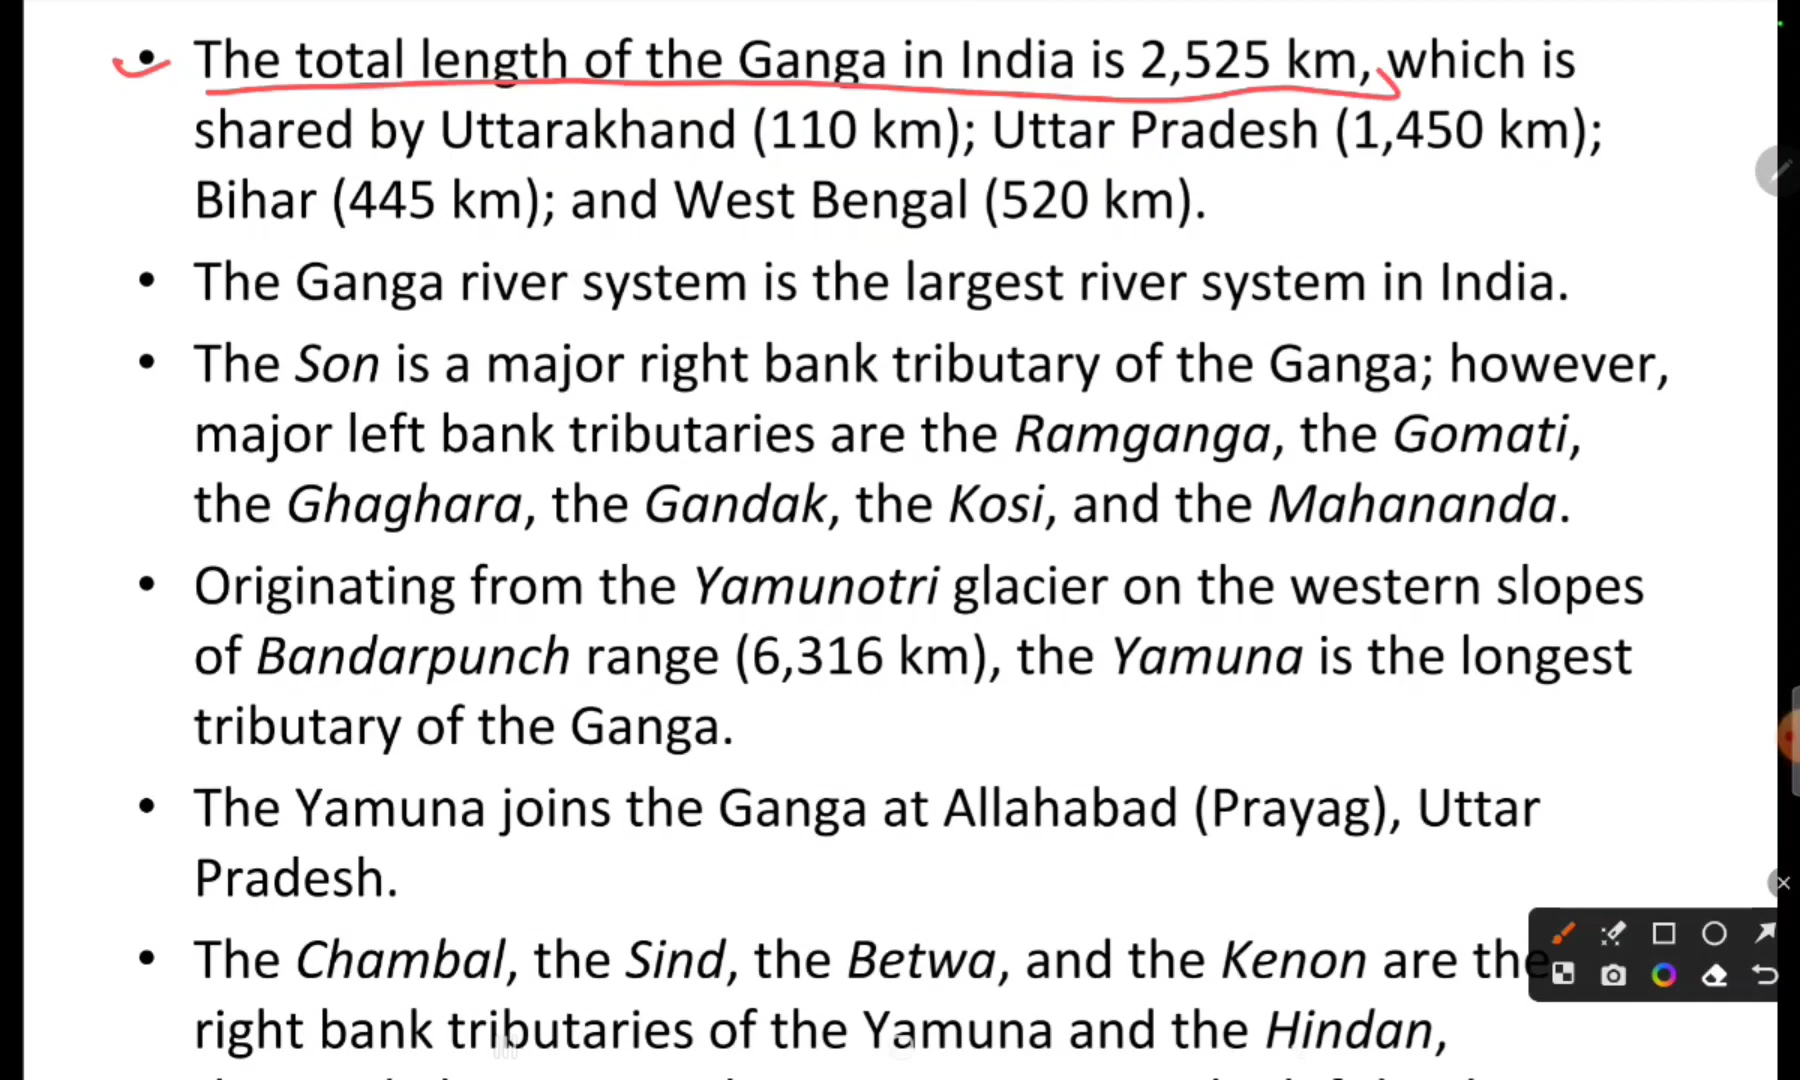 • The total length of the Ganga in India is 2,525 km, which is
shared by Uttarakhand (110 km); Uttar Pradesh (1,450 km);
Bihar (445 km); and West Bengal (520 km).
• The Ganga river system is the largest river system in India.
• The Son is a major right bank tributary of the Ganga; however,
major left bank tributaries are the Ramganga, the Gomati,
the Ghaghara, the Gandak, the Kosi, and the Mahananda.
• Originating from the Yamunotri glacier on the western slopes
of Bandarpunch range (6,316 km), the Yamuna is the longest
tributary of the Ganga.
• The Yamuna joins the Ganga at Allahabad (Prayag), Uttar
Pradesh.
• The Chambal, the Sind, the Betwa, and the Kenon are the
right bank tributaries of the Yamuna and the Hindan,